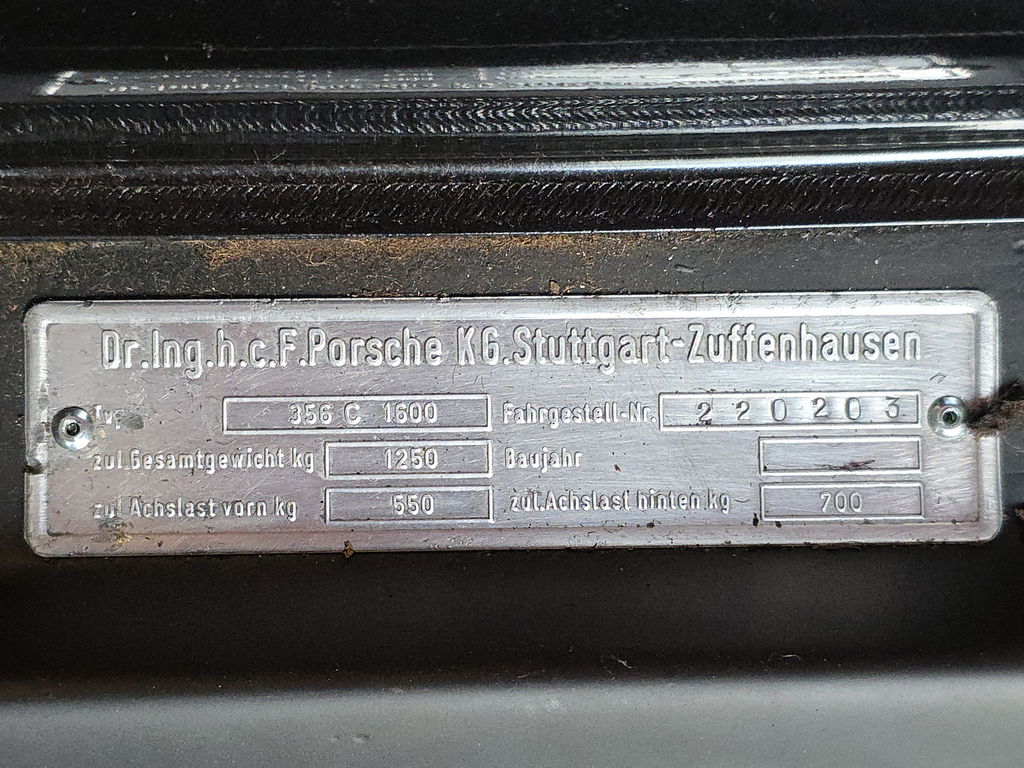 Dr.Ing.h.c.F.Porsche KG.Stuttgart-Zuffenhausen
Typ 356 C 1600 Fahrgestell-Nr. 220203
zul.Gesamtgewicht kg 1250 Baujahr
zul.Achslast vorn kg 550 zul.Achslast hinten kg 700